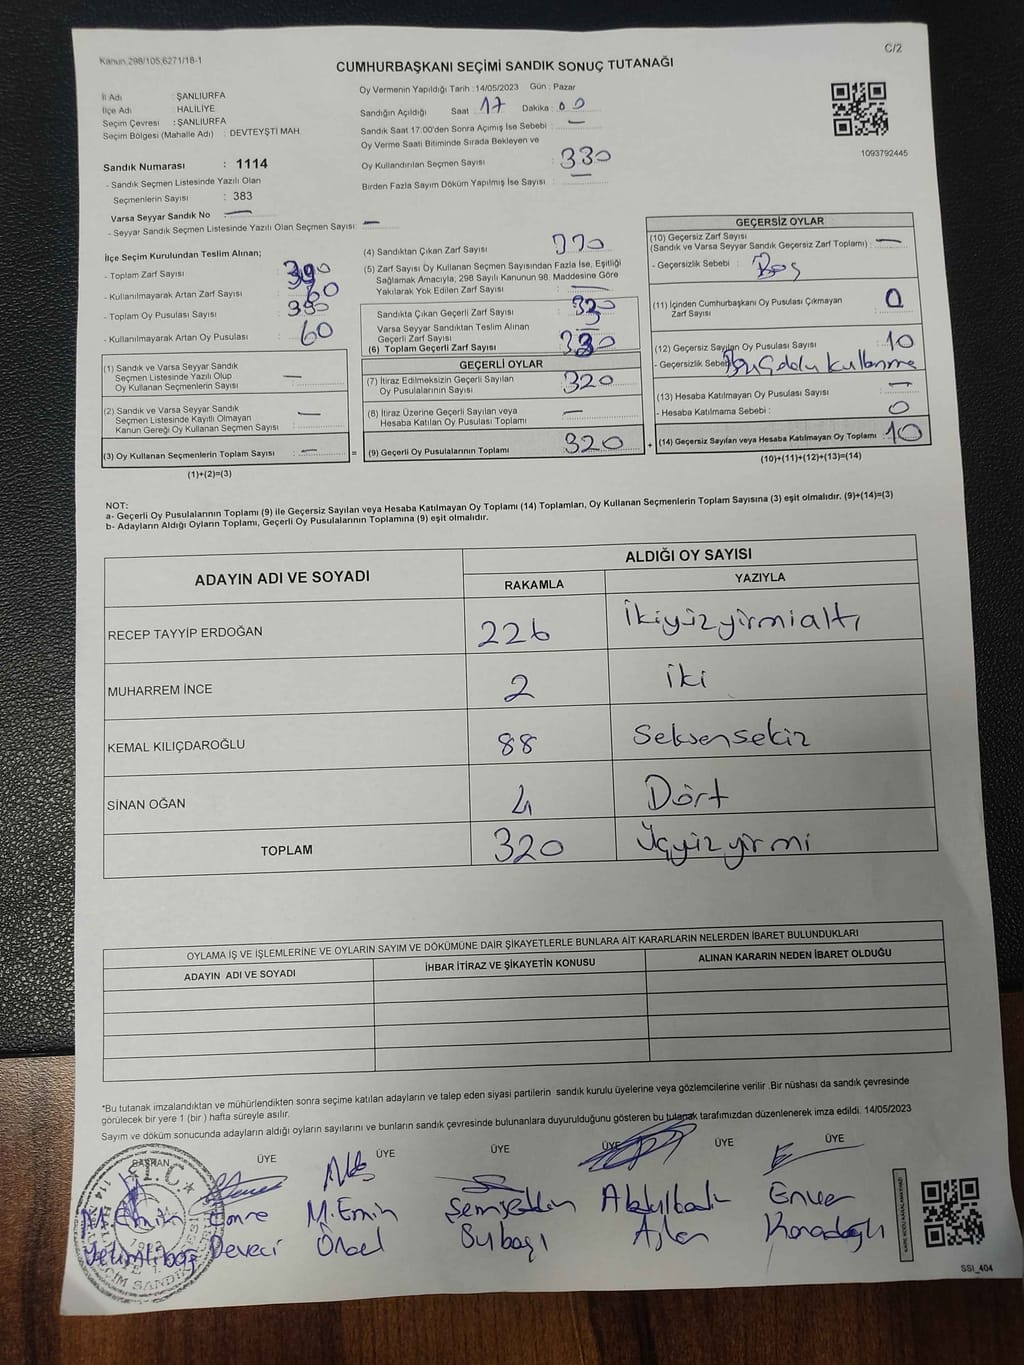 Kanun,298/105,6271/18-1
C/2
CUMHURBAŞKANI SEÇİMİ SANDIK SONUÇ TUTANAĞI
İl Adı : ŞANLIURFA
İlçe Adı : HALİLİYE
Seçim Çevresi : ŞANLIURFA
Seçim Bölgesi (Mahalle Adı) : DEVTEYŞTİ MAH.
Sandık Numarası : 1114
- Sandık Seçmen Listesinde Yazılı Olan
Seçmenlerin Sayısı : 383
Varsa Seyyar Sandık No —
- Seyyar Sandık Seçmen Listesinde Yazılı Olan Seçmen Sayısı: —
Oy Vermenin Yapıldığı Tarih : 14/05/2023 Gün : Pazar
Sandığın Açıldığı Saat 17 Dakika : 00
Sandık Saat 17:00'den Sonra Açımış İse Sebebi : —
Oy Verme Saati Bitiminde Sırada Bekleyen ve
Oy Kullandırılan Seçmen Sayısı : 330
Birden Fazla Sayım Döküm Yapılmış İse Sayısı : —
1093792445
İlçe Seçim Kurulundan Teslim Alınan;
- Toplam Zarf Sayısı :
- Kullanılmayarak Artan Zarf Sayısı : 60
- Toplam Oy Pusulası Sayısı :
- Kullanılmayarak Artan Oy Pusulası : 60
(1) Sandık ve Varsa Seyyar Sandık
Seçmen Listesinde Yazılı Olup
Oy Kullanan Seçmenlerin Sayısı : —
(2) Sandık ve Varsa Seyyar Sandık
Seçmen Listesinde Kayıtlı Olmayan
Kanun Gereği Oy Kullanan Seçmen Sayısı : —
(3) Oy Kullanan Seçmenlerin Toplam Sayısı : — =
(1)+(2)=(3)
(4) Sandıktan Çıkan Zarf Sayısı :
(5) Zarf Sayısı Oy Kullanan Seçmen Sayısından Fazla İse, Eşitliği
Sağlamak Amacıyla, 298 Sayılı Kanunun 98. Maddesine Göre
Yakılarak Yok Edilen Zarf Sayısı : —
Sandıkta Çıkan Geçerli Zarf Sayısı : 320
Varsa Seyyar Sandıktan Teslim Alınan
Geçerli Zarf Sayısı :
(6) Toplam Geçerli Zarf Sayısı :
GEÇERLİ OYLAR
(7) İtiraz Edilmeksizin Geçerli Sayılan
Oy Pusulalarının Sayısı : 320
(8) İtiraz Üzerine Geçerli Sayılan veya
Hesaba Katılan Oy Pusulası Toplamı : —
(9) Geçerli Oy Pusulalarının Toplamı : 320 +
GEÇERSİZ OYLAR
(10) Geçersiz Zarf Sayısı
(Sandık ve Varsa Seyyar Sandık Geçersiz Zarf Toplamı) : —
- Geçersizlik Sebebi : Boş
(11) İçinden Cumhurbaşkanı Oy Pusulası Çıkmayan
Zarf Sayısı : 0
(12) Geçersiz Sayılan Oy Pusulası Sayısı : 10
- Geçersizlik Sebebi kullanma
(13) Hesaba Katılmayan Oy Pusulası Sayısı : —
- Hesaba Katılmama Sebebi : 0
(14) Geçersiz Sayılan veya Hesaba Katılmayan Oy Toplamı : 10
(10)+(11)+(12)+(13)=(14)
NOT:
a- Geçerli Oy Pusulalarının Toplamı (9) ile Geçersiz Sayılan veya Hesaba Katılmayan Oy Toplamı (14) Toplamları, Oy Kullanan Seçmenlerin Toplam Sayısına (3) eşit olmalıdır. (9)+(14)=(3)
b- Adayların Aldığı Oyların Toplamı, Geçerli Oy Pusulalarının Toplamına (9) eşit olmalıdır.
ADAYIN ADI VE SOYADI
ALDIĞI OY SAYISI
RAKAMLA YAZIYLA
RECEP TAYYİP ERDOĞAN 226 İkiyüzyirmialtı
MUHARREM İNCE 2 iki
KEMAL KILIÇDAROĞLU 88 Seksensekiz
SİNAN OĞAN 4 Dört
TOPLAM 320 Üçyüzyirmi
OYLAMA İŞ VE İŞLEMLERİNE VE OYLARIN SAYIM VE DÖKÜMÜNE DAİR ŞİKAYETLERLE BUNLARA AİT KARARLARIN NELERDEN İBARET BULUNDUKLARI
ADAYIN ADI VE SOYADI İHBAR İTİRAZ VE ŞİKAYETİN KONUSU ALINAN KARARIN NEDEN İBARET OLDUĞU
*Bu tutanak imzalandıktan ve mühürlendikten sonra seçime katılan adayların ve talep eden siyasi partilerin sandık kurulu üyelerine veya gözlemcilerine verilir .Bir nüshası da sandık çevresinde
görülecek bir yere 1 (bir ) hafta süreyle asılır.
Sayım ve döküm sonucunda adayların aldığı oyların sayılarını ve bunların sandık çevresinde bulunanlara duyurulduğunu gösteren bu tutanak tarafımızdan düzenlenerek imza edildi. 14/05/2023
BAŞKAN ÜYE ÜYE ÜYE ÜYE ÜYE ÜYE
M.Emin Emre M.Emin Şemseddin Abdulbaki Enver
Deveci Önel Subaşı Aslan Karadağlı
T.C.
SSİ_404